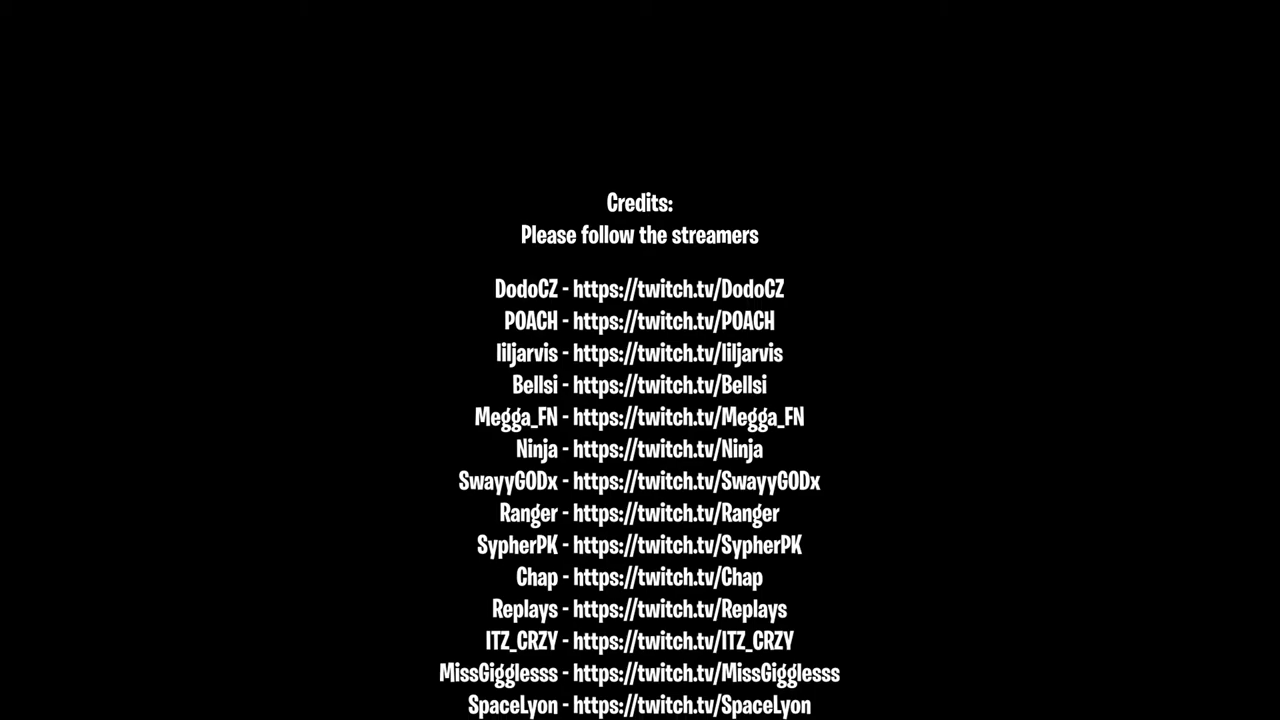 Credits:
Please follow the streamers
DodoCZ - https://twitch.tv/DodoCZ
POACH - https://twitch.tv/POACH
liljarvis - https://twitch.tv/liljarvis
Bellsi - https://twitch.tv/Bellsi
Megga_FN - https://twitch.tv/Megga_FN
Ninja - https://twitch.tv/Ninja
SwayyGODx - https://twitch.tv/SwayyGODx
Ranger - https://twitch.tv/Ranger
SypherPK - https://twitch.tv/SypherPK
Chap - https://twitch.tv/Chap
Replays - https://twitch.tv/Replays
ITZ_CRZY - https://twitch.tv/ITZ_CRZY
MissGigglesss - https://twitch.tv/MissGigglesss
SpaceLyon - https://twitch.tv/SpaceLyon